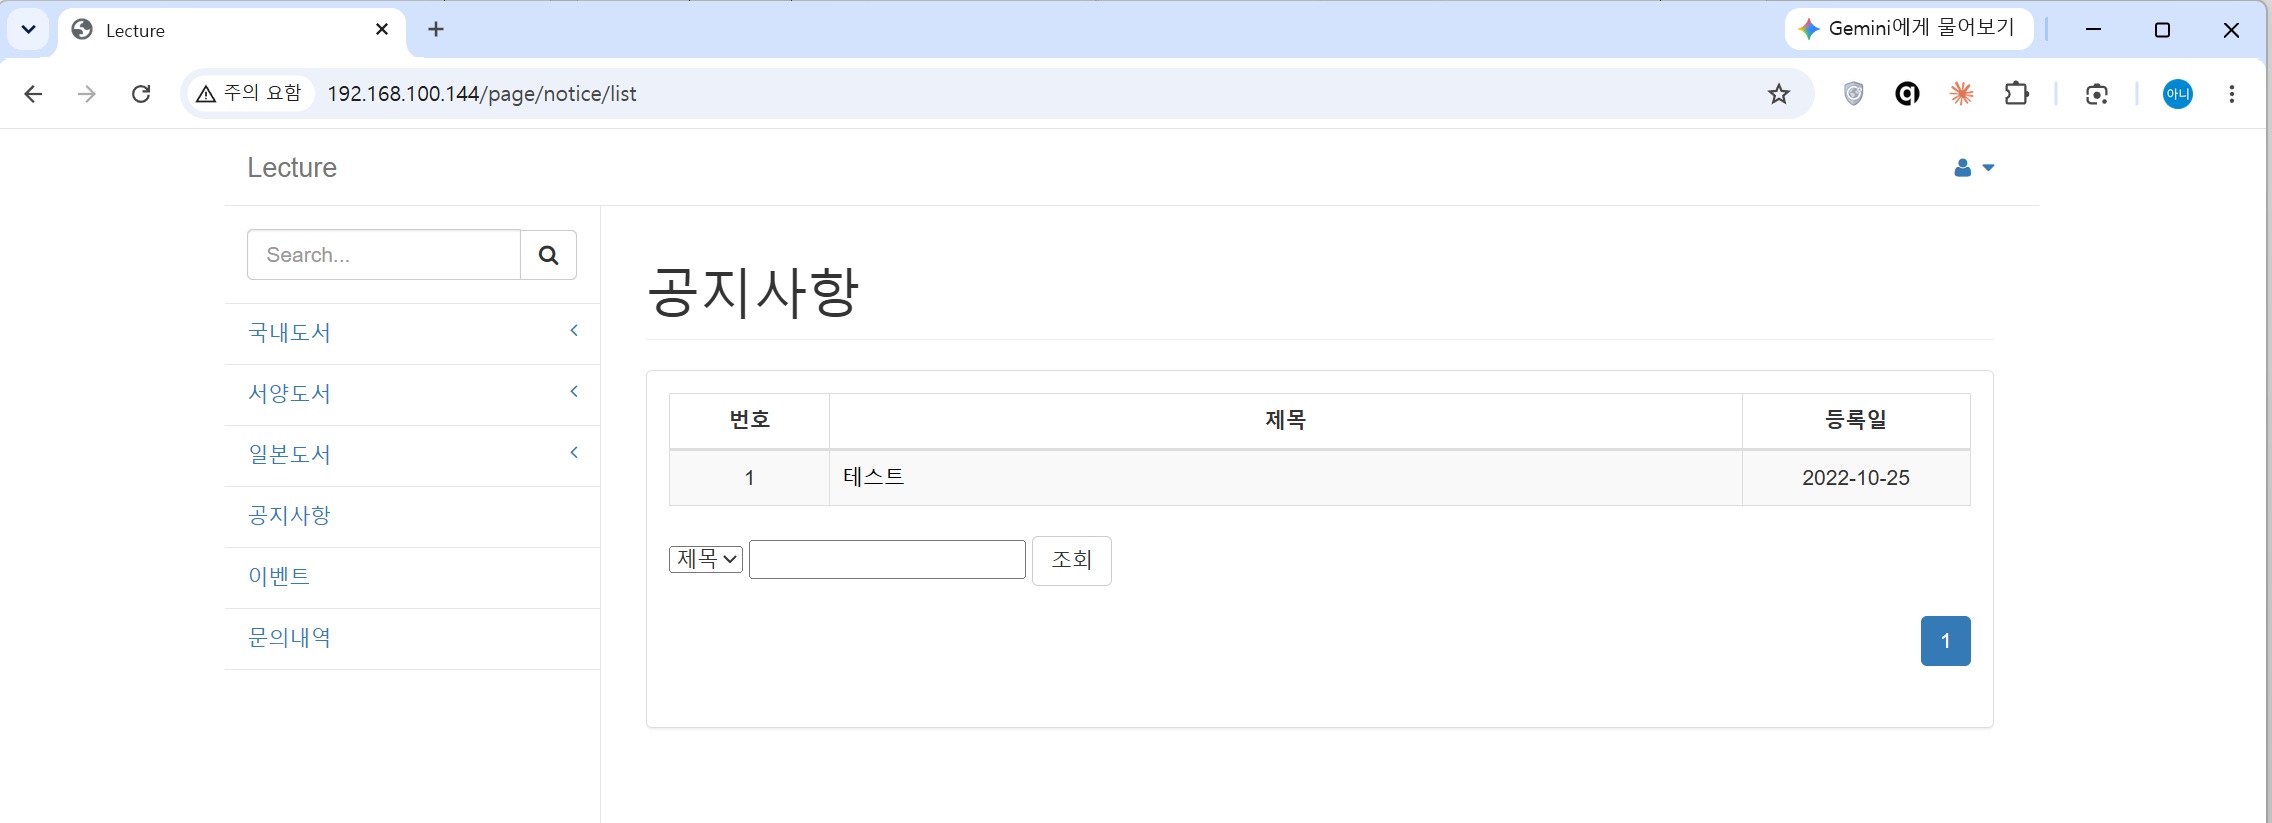 Lecture
Gemini에게 물어보기
주의 요함
192.168.100.144/page/notice/list
아니
Lecture
Search...
국내도서
서양도서
일본도서
공지사항
이벤트
문의내역
공지사항
번호 제목 등록일
1 테스트 2022-10-25
제목 조회
1